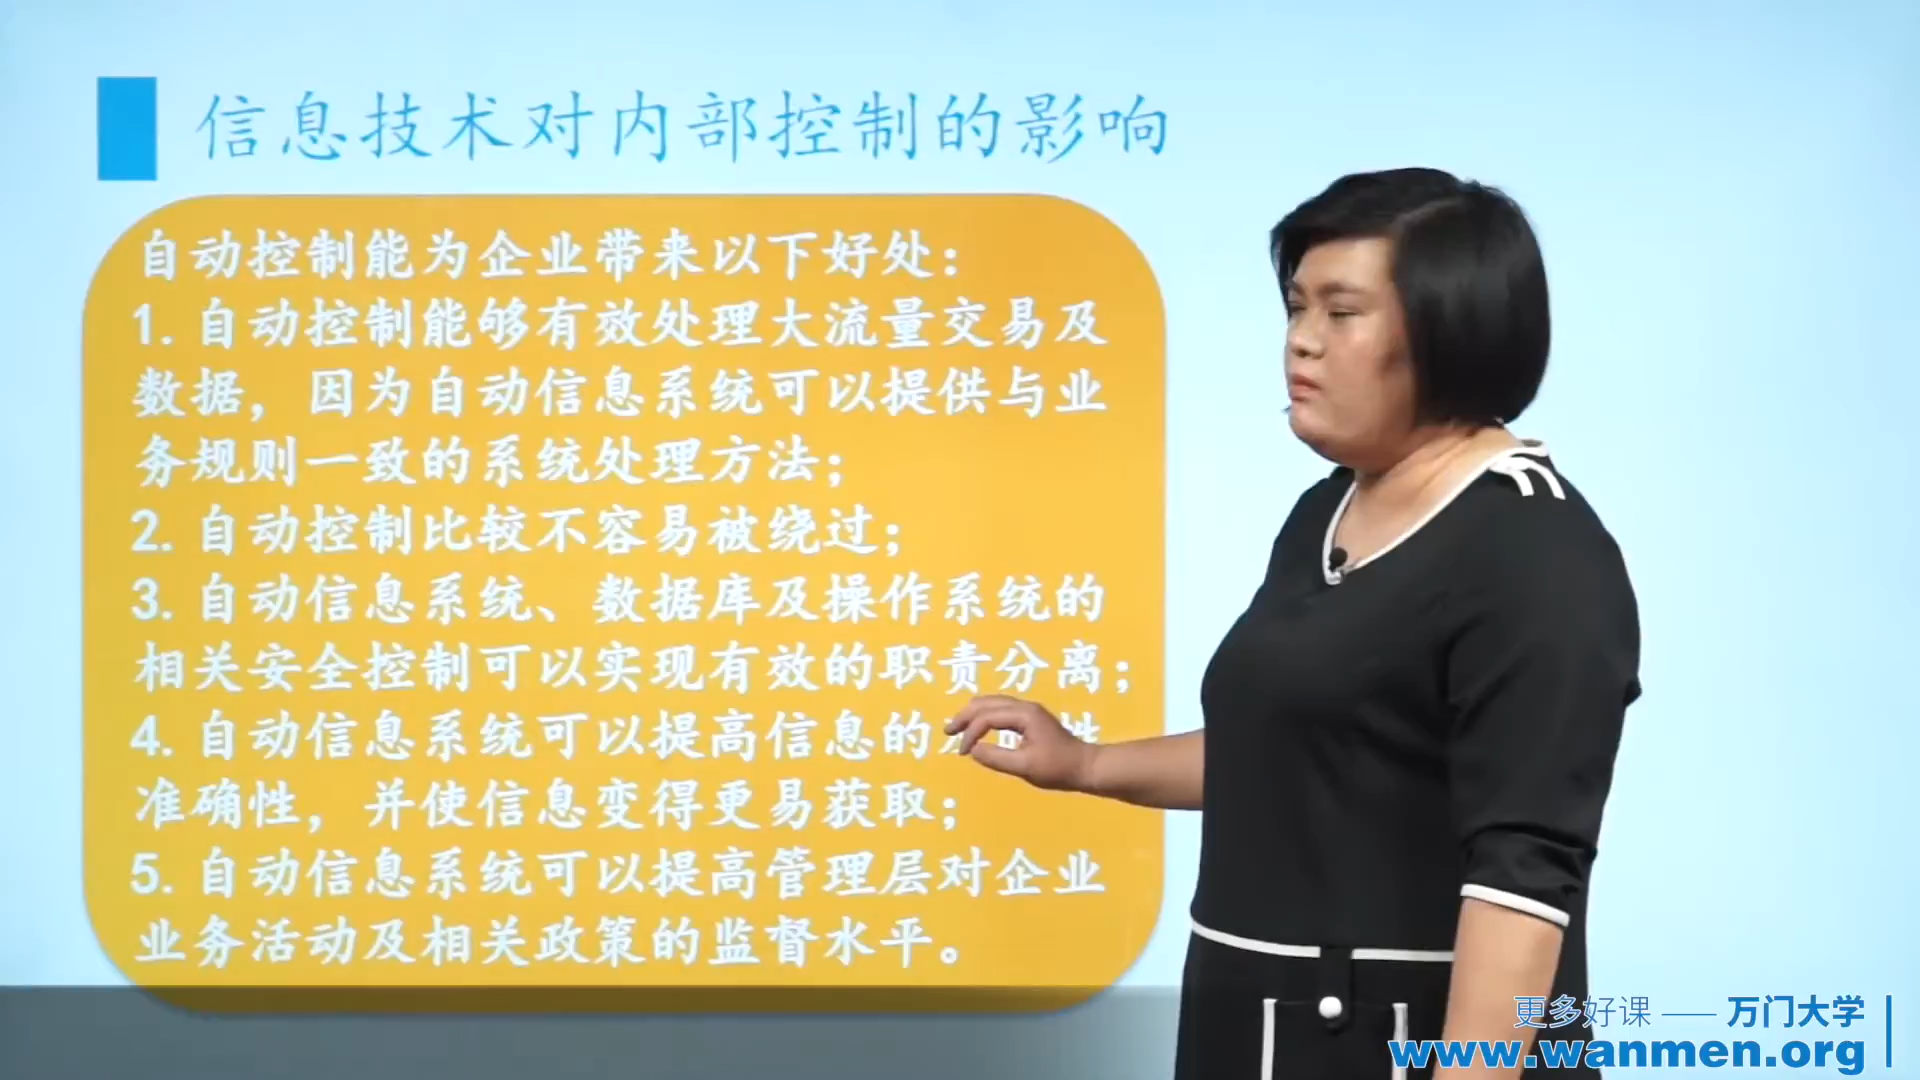 信息技术对内部控制的影响
自动控制能为企业带来以下好处：
1. 自动控制能够有效处理大流量交易及
数据，因为自动信息系统可以提供与业
务规则一致的系统处理方法；
2. 自动控制比较不容易被绕过；
3. 自动信息系统、数据库及操作系统的
相关安全控制可以实现有效的职责分离；
4. 自动信息系统可以提高信息的 性
准确性，并使信息变得更易获取；
5. 自动信息系统可以提高管理层对企业
业务活动及相关政策的监督水平。
更多好课 —— 万门大学
www.wanmen.org